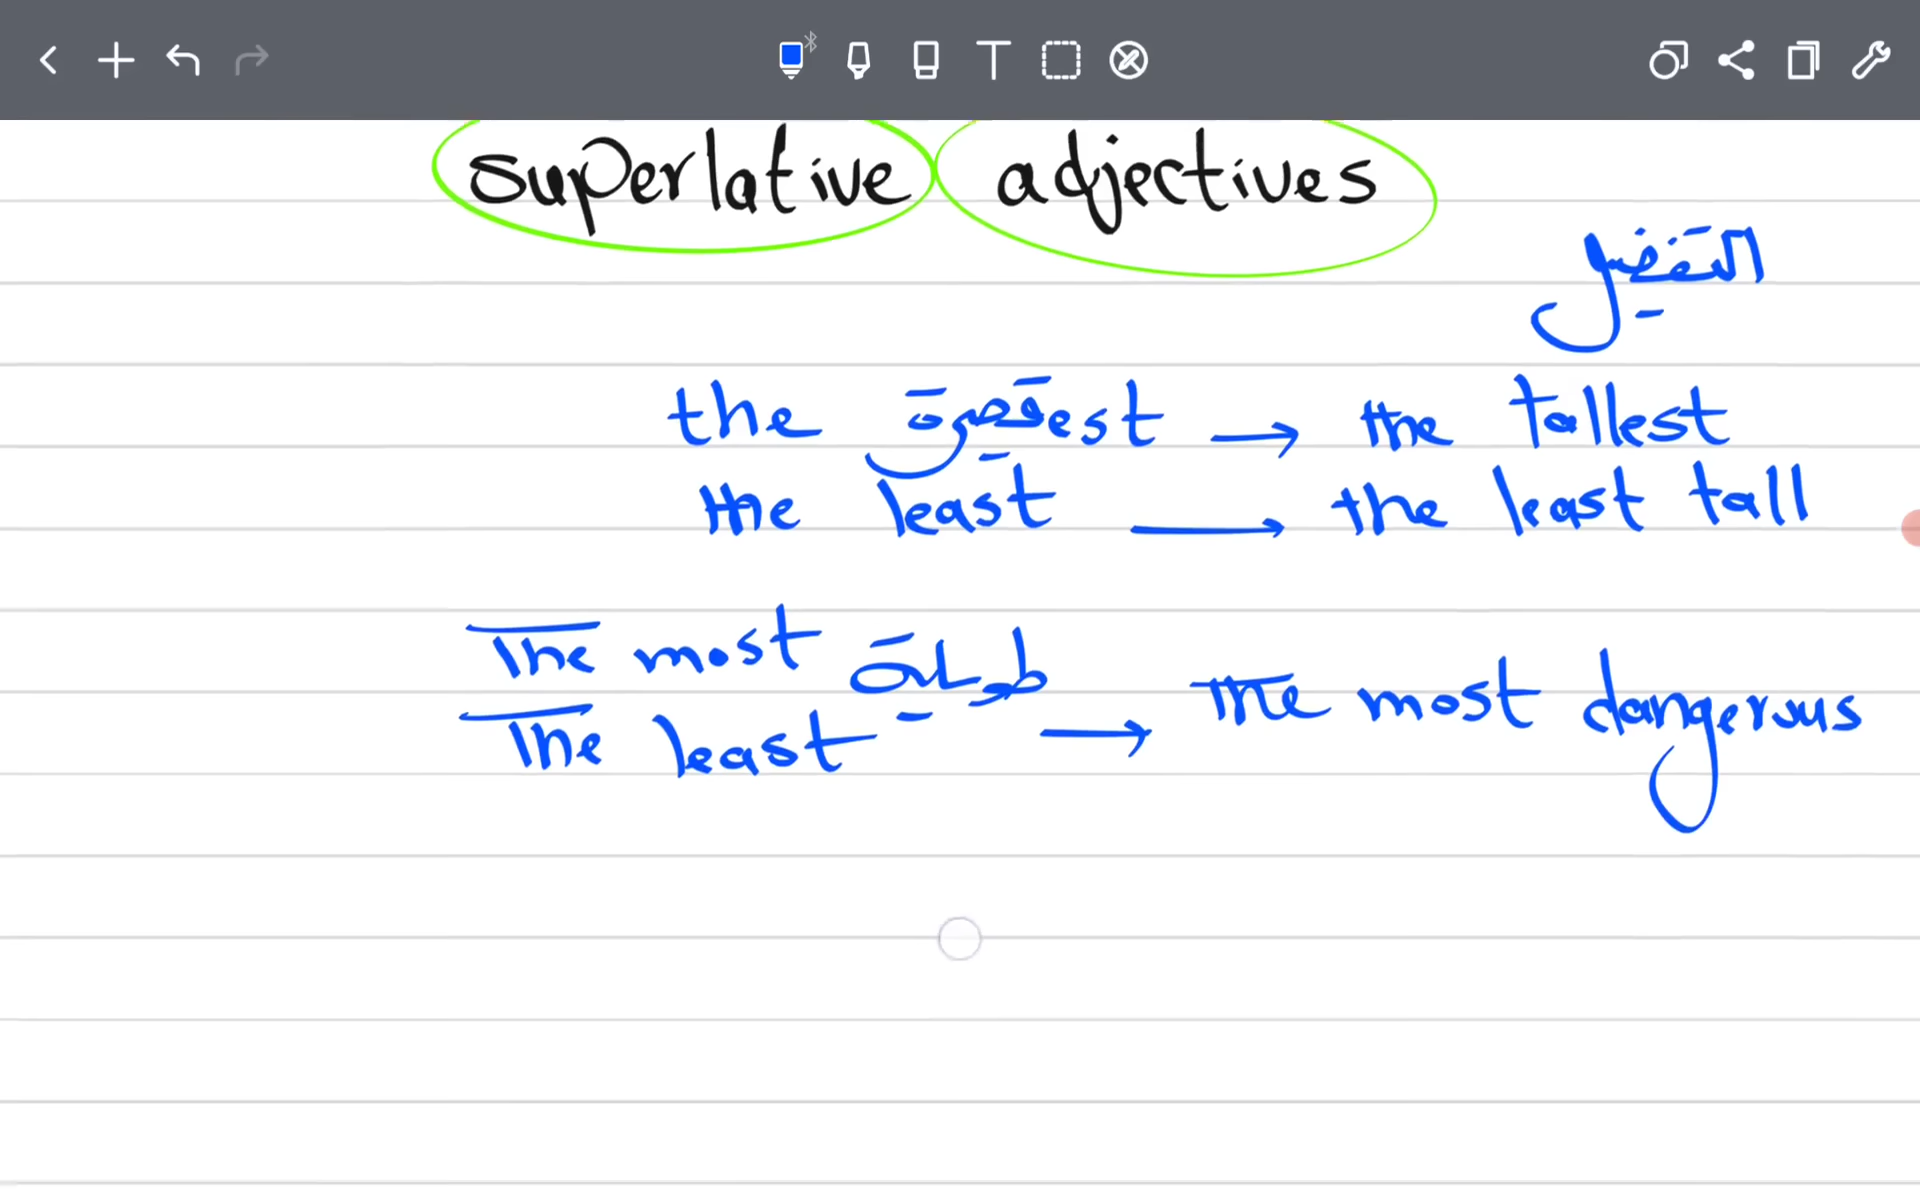 superlative adjectives
التفضيل
the قصيرة est → the tallest
the least → the least tall
The most طويلة
The least → The most dangerous